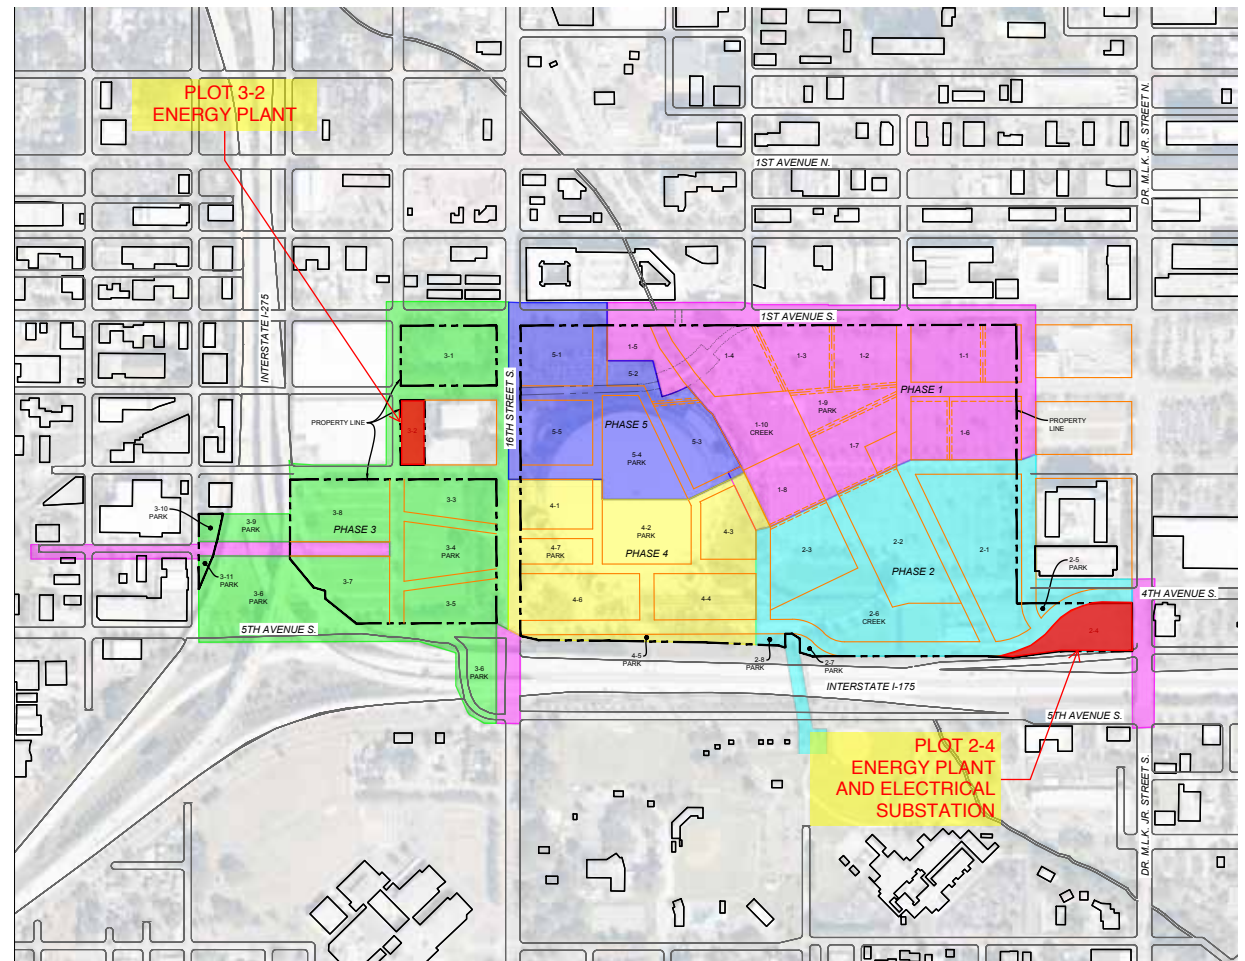 PLOT 3-2
ENERGY PLANT
DR. M.L.K. JR. STREET N.
1ST AVENUE N.
INTERSTATE I-275
1ST AVENUE S.
3-1
5-1
1-5
1-4
1-3
1-2
1-1
5-2
16TH STREET S.
PHASE 1
1-9
PARK
PROPERTY LINE
3-2
PHASE 5
1-10
CREEK
PROPERTY
LINE
5-5
5-3
1-7
1-6
5-4
PARK
1-8
3-10
PARK
3-9
PARK
3-8
PHASE 3
3-3
4-1
4-2
PARK
4-3
3-4
PARK
4-7
PARK
PHASE 4
2-3
2-2
2-1
2-5
PARK
PHASE 2
3-11
PARK
3-7
3-6
PARK
3-5
4-6
4-4
2-6
CREEK
4TH AVENUE S.
5TH AVENUE S.
2-4
4-5
PARK
2-8
PARK
2-7
PARK
3-6
PARK
INTERSTATE I-175
5TH AVENUE S.
PLOT 2-4
ENERGY PLANT
AND ELECTRICAL
SUBSTATION
DR. M.L.K. JR. STREET S.